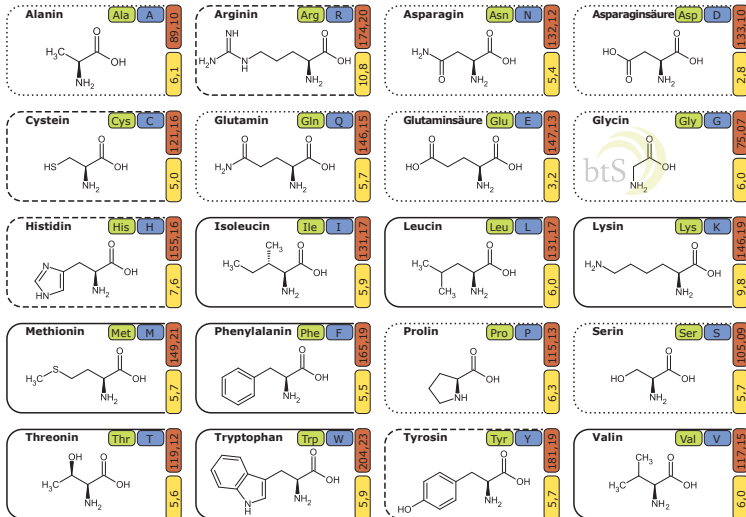 Alanin Ala A 89,10 6,1
O
H₃C OH
NH₂
Arginin Arg R 174,20 10,8
NH O
H₂N N H OH
NH₂
Asparagin Asn N 132,12 5,4
O O
H₂N OH
O NH₂
Asparaginsäure Asp D 133,10 2,8
O O
HO OH
O NH₂
Cystein Cys C 121,16 5,0
O
HS OH
NH₂
Glutamin Gln Q 146,15 5,7
O O
H₂N OH
NH₂
Glutaminsäure Glu E 147,13 3,2
O O
HO OH
NH₂
Glycin Gly G 75,07 6,0
O
OH
NH₂
btS
Histidin His H 155,16 7,6
O
N OH
HN NH₂
Isoleucin Ile I 131,17 5,9
CH₃ O
H₃C OH
NH₂
Leucin Leu L 131,17 6,0
O
H₃C OH
CH₃ NH₂
Lysin Lys K 146,19 9,8
O
H₂N OH
NH₂
Methionin Met M 149,21 5,7
O
H₃C S OH
NH₂
Phenylalanin Phe F 165,19 5,5
O
OH
NH₂
Prolin Pro P 115,13 6,3
O
OH
NH
Serin Ser S 105,09 5,7
O
HO OH
NH₂
Threonin Thr T 119,12 5,6
OH O
H₃C OH
NH₂
Tryptophan Trp W 204,23 5,9
O
OH
NH₂
N
H
Tyrosin Tyr Y 181,19 5,7
O
OH
NH₂
HO
Valin Val V 117,15 6,0
CH₃ O
H₃C OH
NH₂